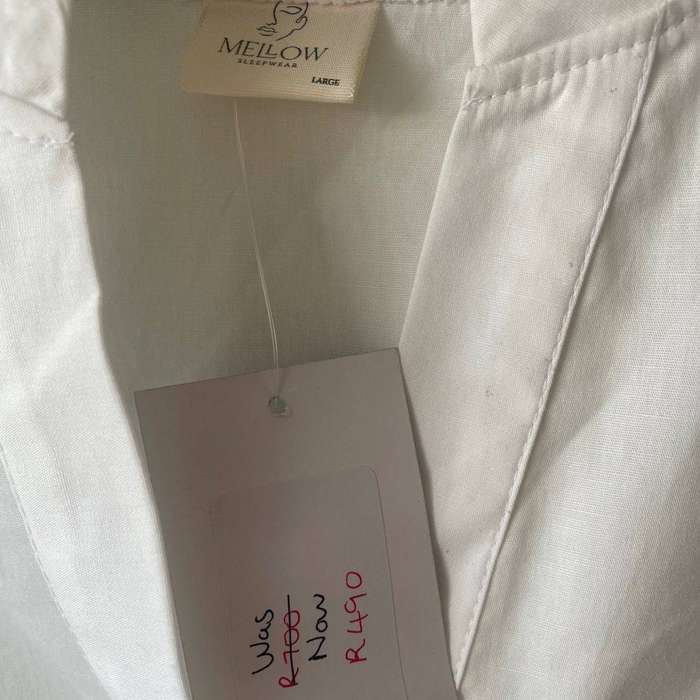 MELLOW
SLEEPWEAR
LARGE
Was
R700
Now
R490